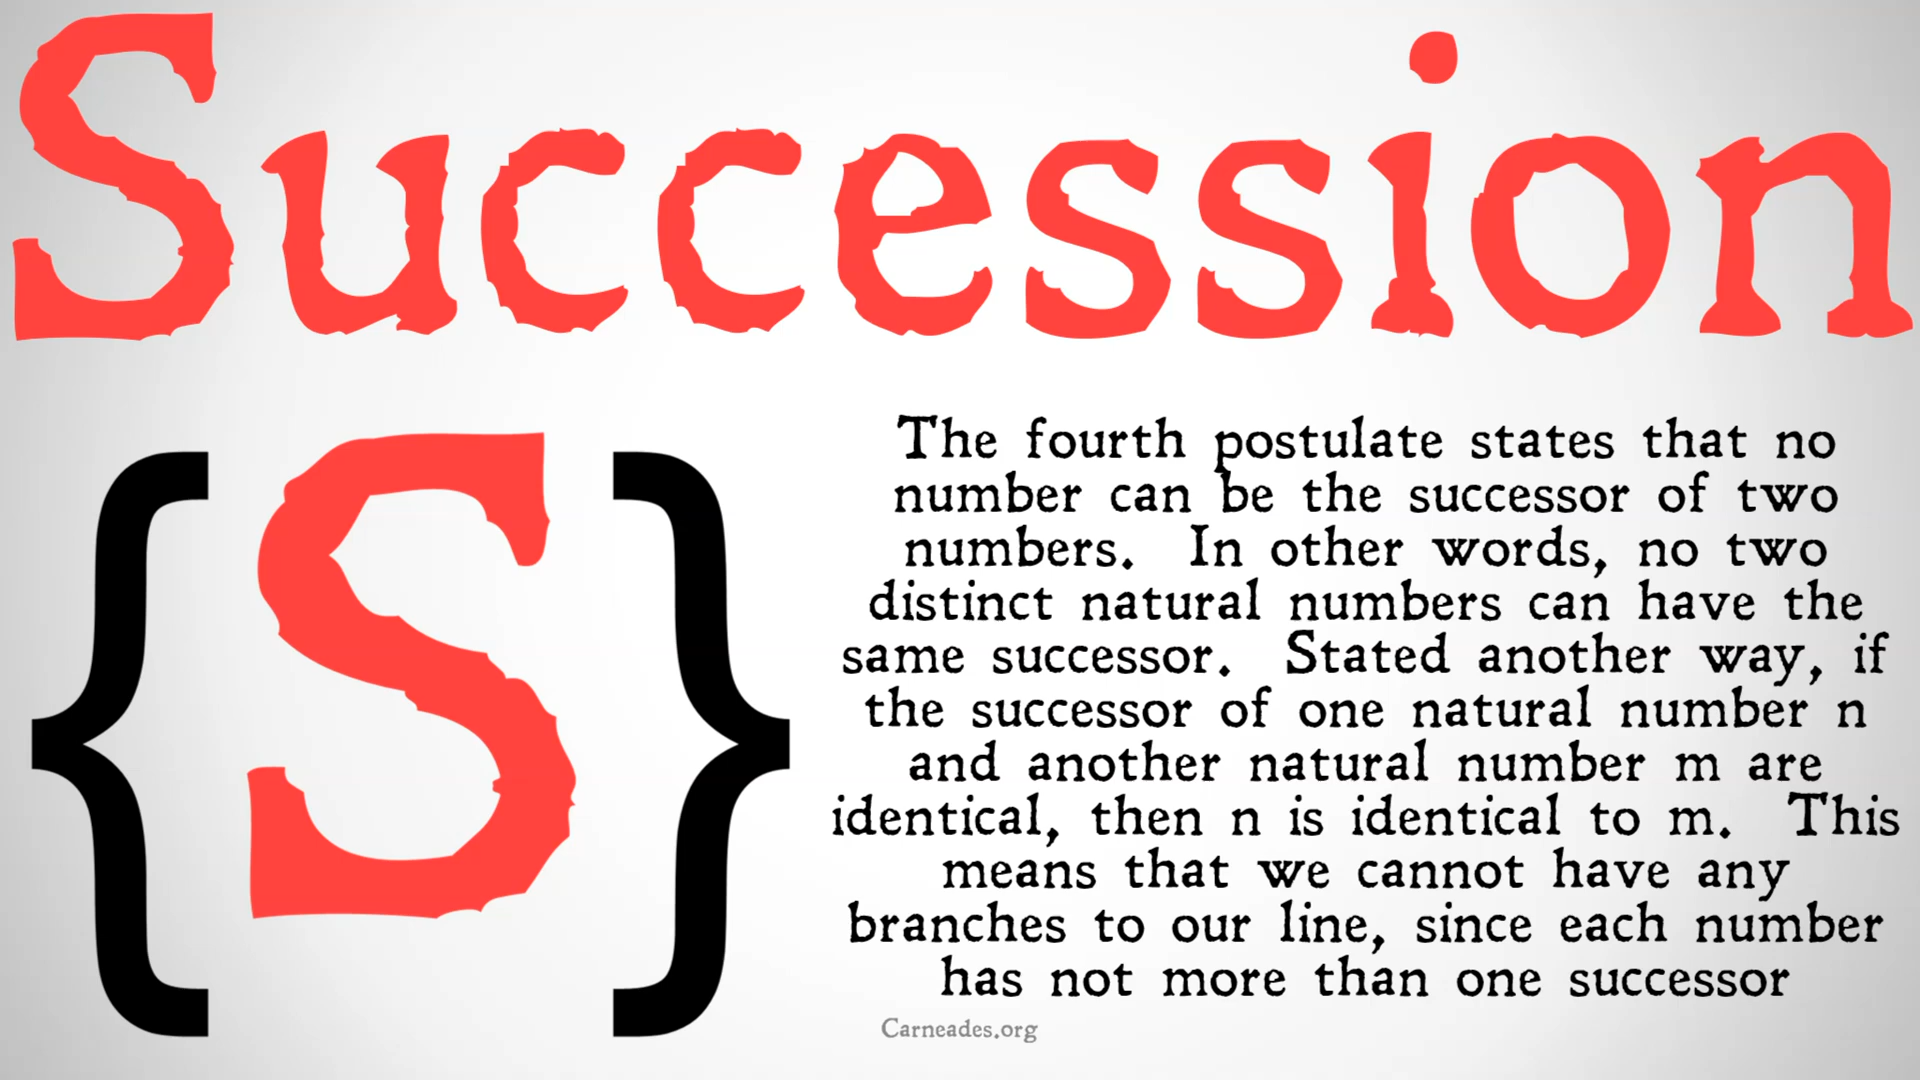 Succession
{S}
The fourth postulate states that no
number can be the successor of two
numbers. In other words, no two
distinct natural numbers can have the
same successor. Stated another way, if
the successor of one natural number n
and another natural number m are
identical, then n is identical to m. This
means that we cannot have any
branches to our line, since each number
has not more than one successor
Carneades.org